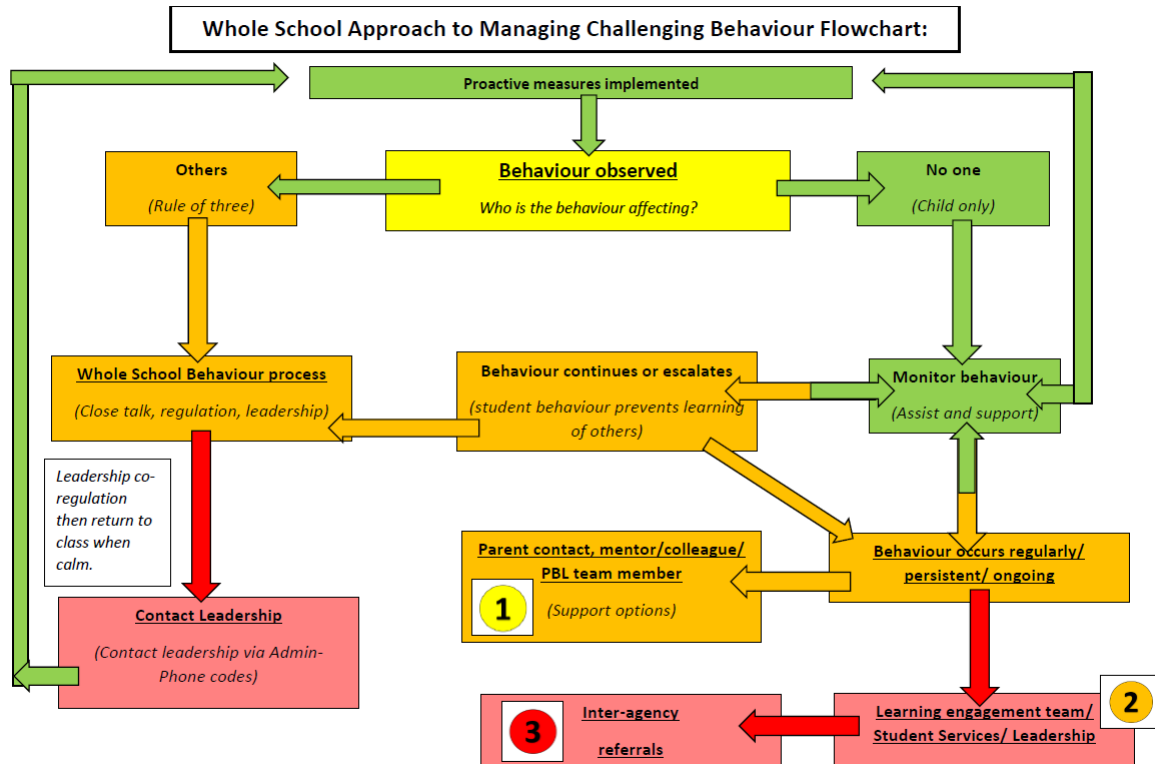 Whole School Approach to Managing Challenging Behaviour Flowchart:
Proactive measures implemented
Others
(Rule of three)
Behaviour observed
Who is the behaviour affecting?
No one
(Child only)
Whole School Behaviour process
(Close talk, regulation, leadership)
Behaviour continues or escalates
(student behaviour prevents learning
of others)
Monitor behaviour
(Assist and support)
Leadership co-
regulation
then return to
class when
calm.
Parent contact, mentor/colleague/
PBL team member
1
(Support options)
Behaviour occurs regularly/
persistent/ ongoing
Contact Leadership
(Contact leadership via Admin-
Phone codes)
3
Inter-agency
referrals
Learning engagement team/
Student Services/ Leadership
2